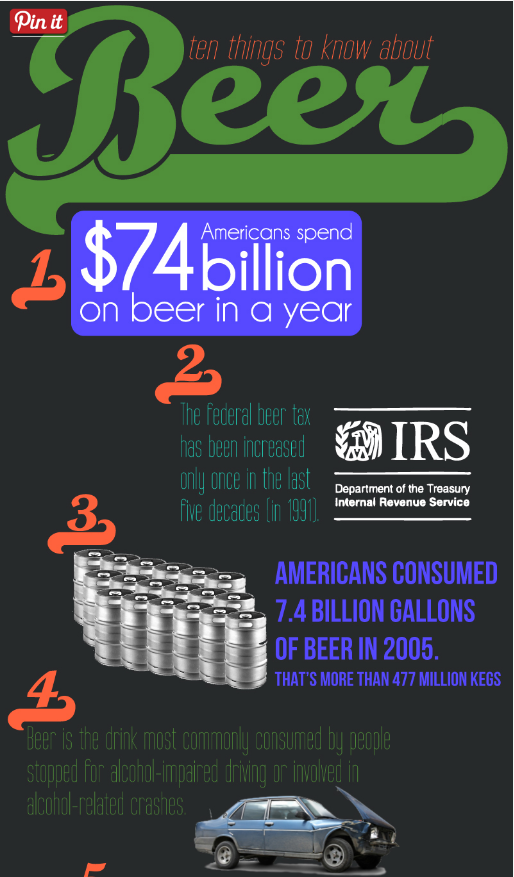 Pin it
ten things to know about
Beer
1.
Americans spend
$74 billion
on beer in a year
2
The federal beer tax
has been increased
only once in the last
five decades (in 1991).
IRS
Department of the Treasury
Internal Revenue Service
3.
AMERICANS CONSUMED
7.4 BILLION GALLONS
OF BEER IN 2005.
THAT'S MORE THAN 477 MILLION KEGS
4
Beer is the drink most commonly consumed by people
stopped for alcohol-impaired driving or involved in
alcohol-related crashes.
5